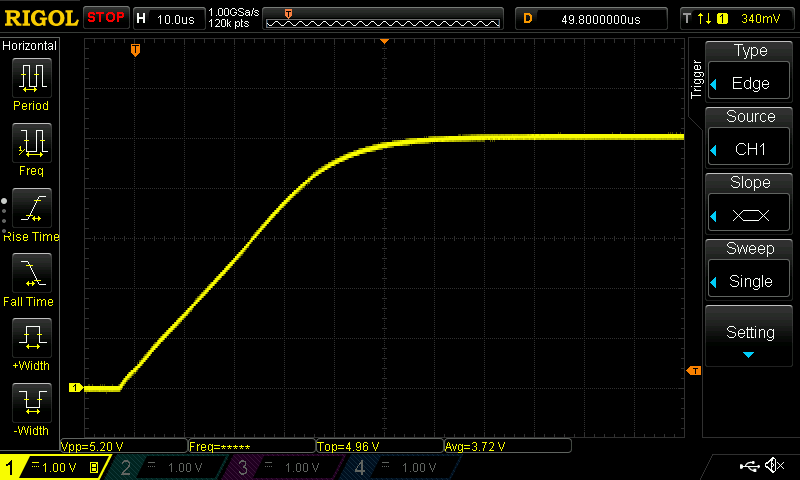 RIGOL STOP H 10.0us 1.00GSa/s D 49.8000000us T 1 340mV
120k pts
Horizontal
Period
Freq
Rise Time
Fall Time
+Width
-Width
T
1
T
Trigger
Type
Edge
Source
CH1
Slope
Sweep
Single
Setting
Vpp=5.20 V Freq=***** Top=4.96 V Avg=3.72 V
1 1.00 V B 2 1.00 V 3 1.00 V 4 1.00 V